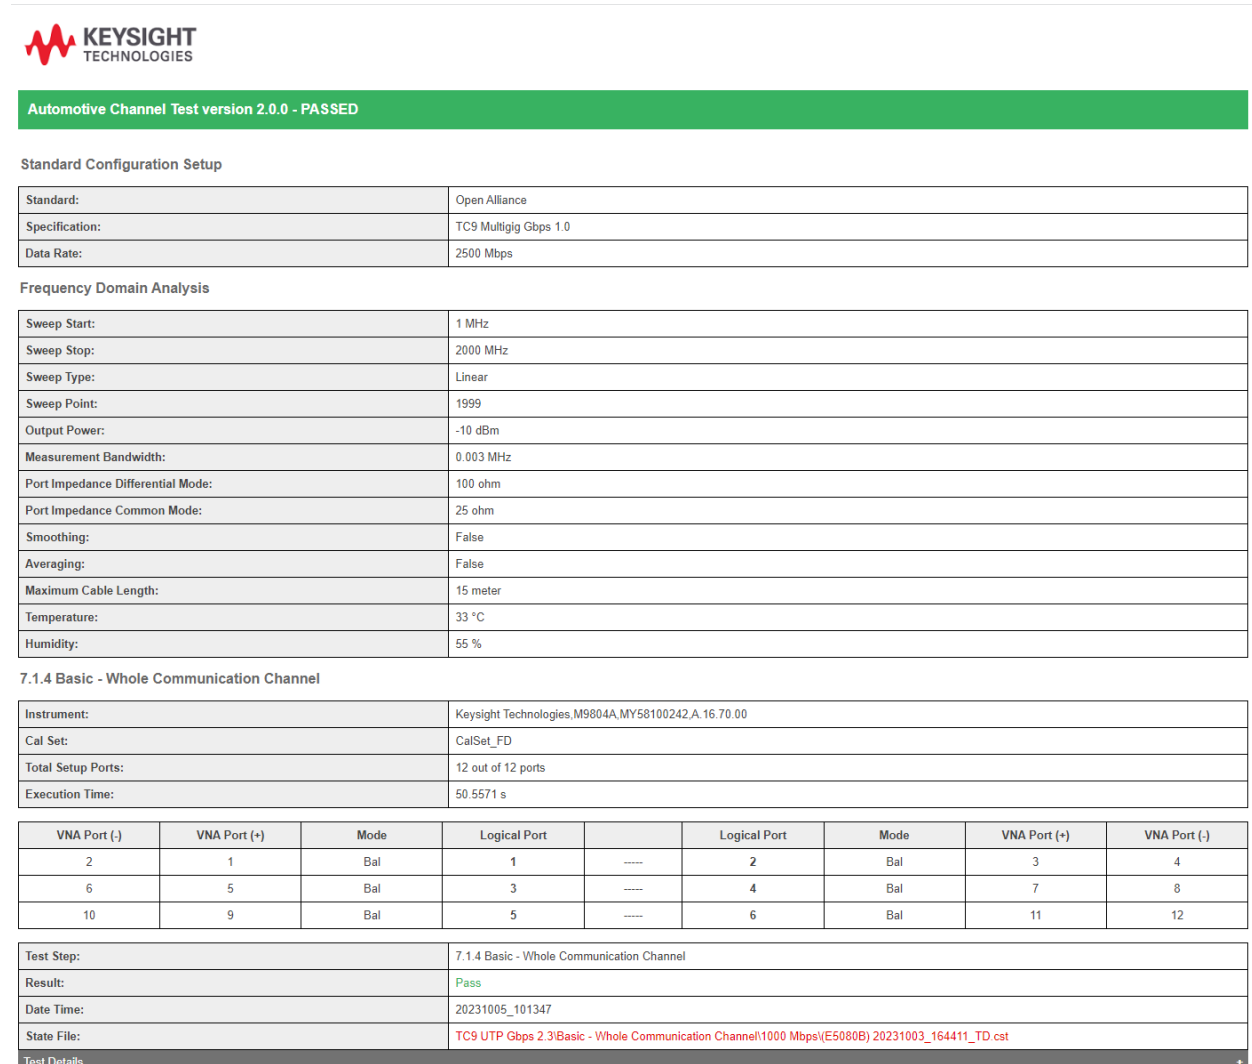 KEYSIGHT
TECHNOLOGIES
Automotive Channel Test version 2.0.0 - PASSED
Standard Configuration Setup
Standard: Open Alliance
Specification: TC9 Multigig Gbps 1.0
Data Rate: 2500 Mbps
Frequency Domain Analysis
Sweep Start: 1 MHz
Sweep Stop: 2000 MHz
Sweep Type: Linear
Sweep Point: 1999
Output Power: -10 dBm
Measurement Bandwidth: 0.003 MHz
Port Impedance Differential Mode: 100 ohm
Port Impedance Common Mode: 25 ohm
Smoothing: False
Averaging: False
Maximum Cable Length: 15 meter
Temperature: 33 °C
Humidity: 55 %
7.1.4 Basic - Whole Communication Channel
Instrument: Keysight Technologies,M9804A,MY58100242,A.16.70.00
Cal Set: CalSet_FD
Total Setup Ports: 12 out of 12 ports
Execution Time: 50.5571 s
VNA Port (-) VNA Port (+) Mode Logical Port Logical Port Mode VNA Port (+) VNA Port (-)
2 1 Bal 1 ----- 2 Bal 3 4
6 5 Bal 3 ----- 4 Bal 7 8
10 9 Bal 5 ----- 6 Bal 11 12
Test Step: 7.1.4 Basic - Whole Communication Channel
Result: Pass
Date Time: 20231005_101347
State File: TC9 UTP Gbps 2.3\Basic - Whole Communication Channel\1000 Mbps\(E5080B) 20231003_164411_TD.cst
Test Details +